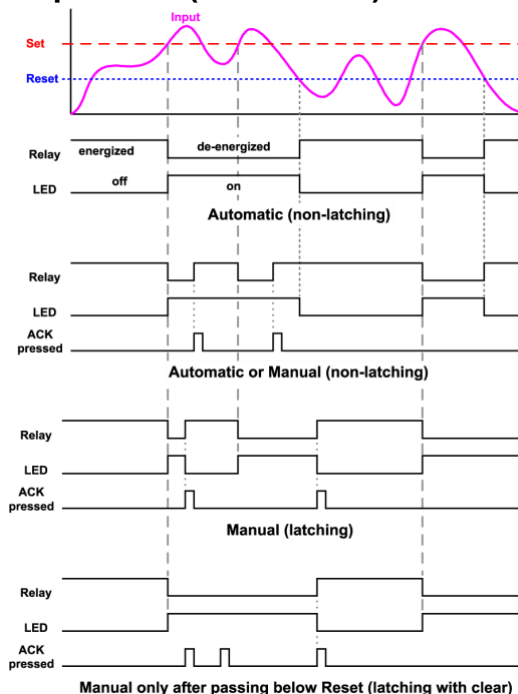 Input
Set
Reset
energized
de-energized
Relay
off
on
LED
Automatic (non-latching)
Relay
LED
ACK
pressed
Automatic or Manual (non-latching)
Relay
LED
ACK
pressed
Manual (latching)
Relay
LED
ACK
pressed
Manual only after passing below Reset (latching with clear)